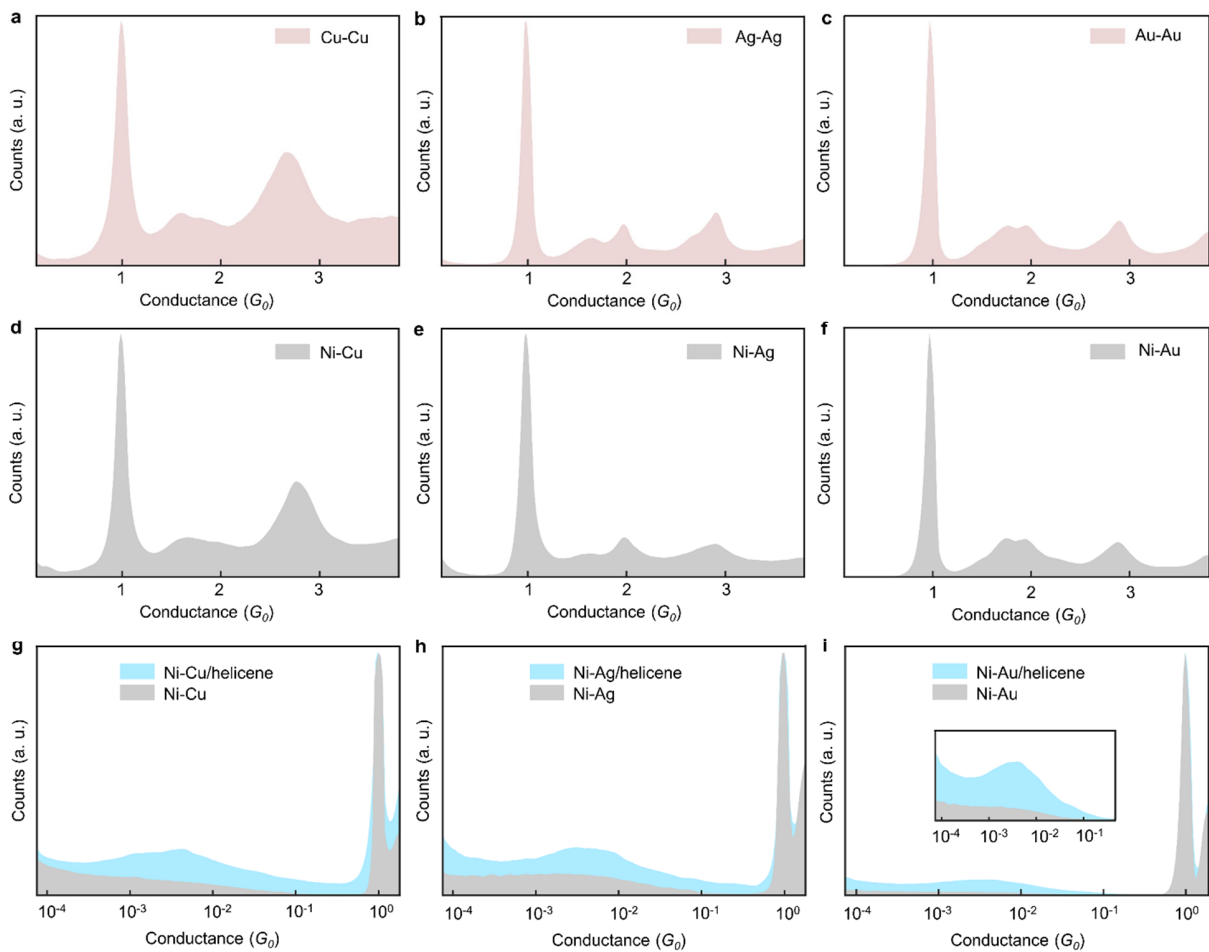 a
Cu-Cu
Counts (a. u.)
1 2 3
Conductance (G₀)
b
Ag-Ag
Counts (a. u.)
1 2 3
Conductance (G₀)
c
Au-Au
Counts (a. u.)
1 2 3
Conductance (G₀)
d
Ni-Cu
Counts (a. u.)
1 2 3
Conductance (G₀)
e
Ni-Ag
Counts (a. u.)
1 2 3
Conductance (G₀)
f
Ni-Au
Counts (a. u.)
1 2 3
Conductance (G₀)
g
Ni-Cu/helicene
Ni-Cu
Counts (a. u.)
10⁻⁴ 10⁻³ 10⁻² 10⁻¹ 10⁰
Conductance (G₀)
h
Ni-Ag/helicene
Ni-Ag
Counts (a. u.)
10⁻⁴ 10⁻³ 10⁻² 10⁻¹ 10⁰
Conductance (G₀)
i
Ni-Au/helicene
Ni-Au
Counts (a. u.)
10⁻⁴ 10⁻³ 10⁻² 10⁻¹
10⁻⁴ 10⁻³ 10⁻² 10⁻¹ 10⁰
Conductance (G₀)